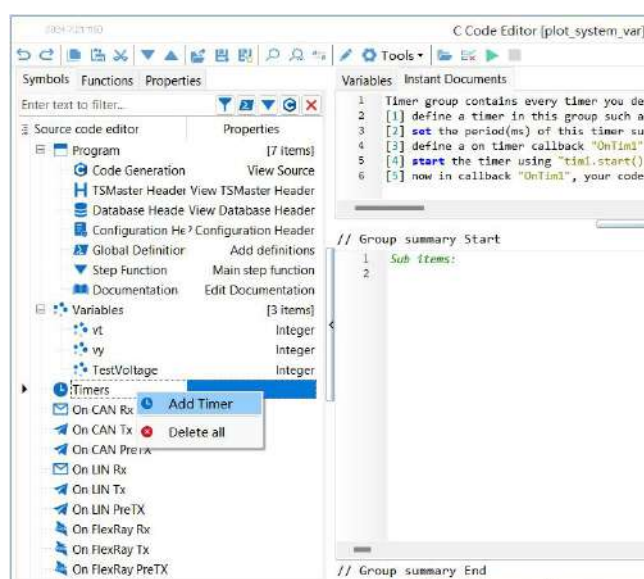 C Code Editor [plot_system_var]
Tools
Symbols Functions Properties
Variables Instant Documents
Enter text to filter...
Source code editor Properties
Program [7 items]
Code Generation View Source
TSMaster Header View TSMaster Header
Database Heade View Database Header
Configuration He Configuration Header
Global Definitior Add definitions
Step Function Main step function
Documentation Edit Documentation
Variables [3 items]
vt Integer
vy Integer
TestVoltage Integer
Timers
Add Timer
Delete all
On CAN Rx
On CAN Tx
On CAN PreTX
On LIN Rx
On LIN Tx
On LIN PreTX
On FlexRay Rx
On FlexRay Tx
On FlexRay PreTX
1 Timer group contains every timer you de
2 [1] define a timer in this group such a
3 [2] set the period(ms) of this timer su
4 [3] define a on timer callback "OnTim1"
5 [4] start the timer using "tim1.start()
6 [5] now in callback "OnTim1", your code
// Group summary Start
1 Sub items:
2
// Group summary End